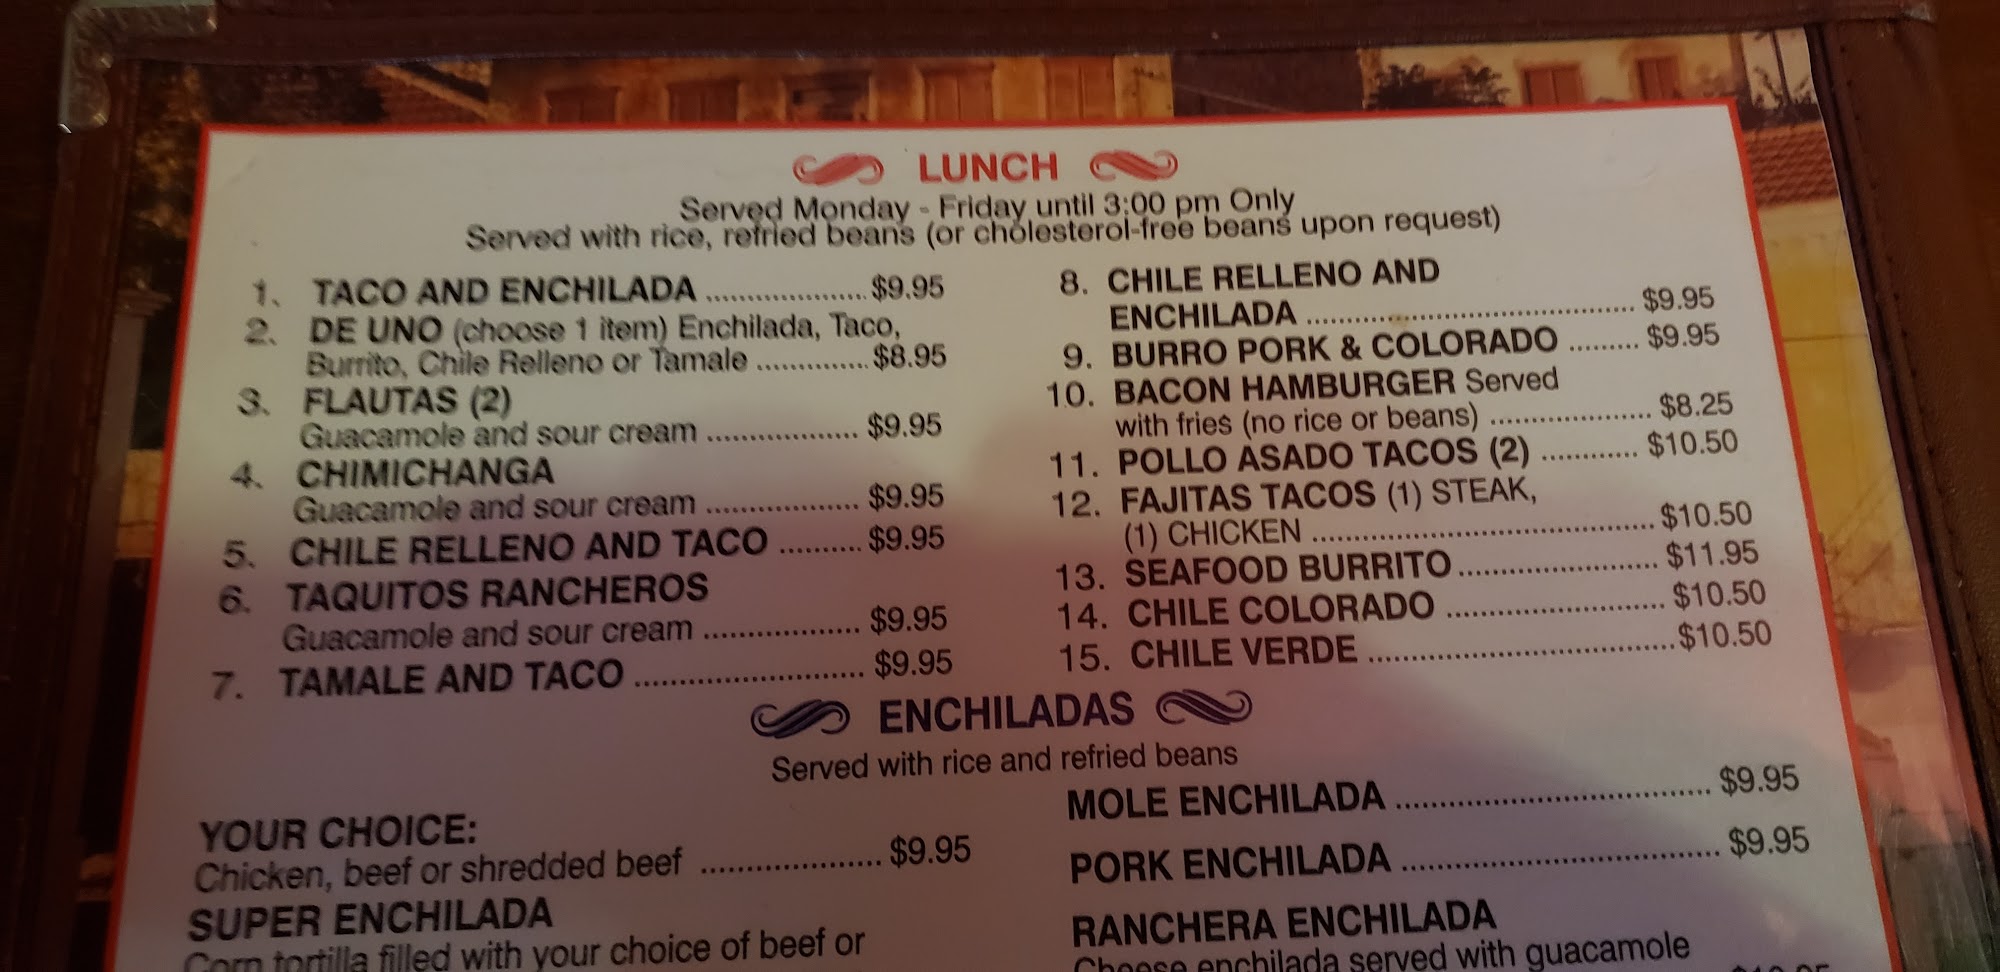 LUNCH
Served Monday - Friday until 3:00 pm Only
Served with rice, refried beans (or cholesterol-free beans upon request)
1. TACO AND ENCHILADA .................... $9.95
2. DE UNO (choose 1 item) Enchilada, Taco,
Burrito, Chile Relleno or Tamale .............. $8.95
3. FLAUTAS (2)
Guacamole and sour cream ................... $9.95
4. CHIMICHANGA
Guacamole and sour cream ................... $9.95
5. CHILE RELLENO AND TACO .......... $9.95
6. TAQUITOS RANCHEROS
Guacamole and sour cream ................... $9.95
7. TAMALE AND TACO ............................ $9.95
8. CHILE RELLENO AND
ENCHILADA ........................................ $9.95
9. BURRO PORK & COLORADO ......... $9.95
10. BACON HAMBURGER Served
with fries (no rice or beans) .................... $8.25
11. POLLO ASADO TACOS (2) ............ $10.50
12. FAJITAS TACOS (1) STEAK,
(1) CHICKEN .......................................... $10.50
13. SEAFOOD BURRITO ........................ $11.95
14. CHILE COLORADO .......................... $10.50
15. CHILE VERDE ..................................... $10.50
ENCHILADAS
Served with rice and refried beans
YOUR CHOICE:
Chicken, beef or shredded beef ................... $9.95
SUPER ENCHILADA
Corn tortilla filled with your choice of beef or
MOLE ENCHILADA .................................... $9.95
PORK ENCHILADA .................................... $9.95
RANCHERA ENCHILADA
Cheese enchilada served with guacamole